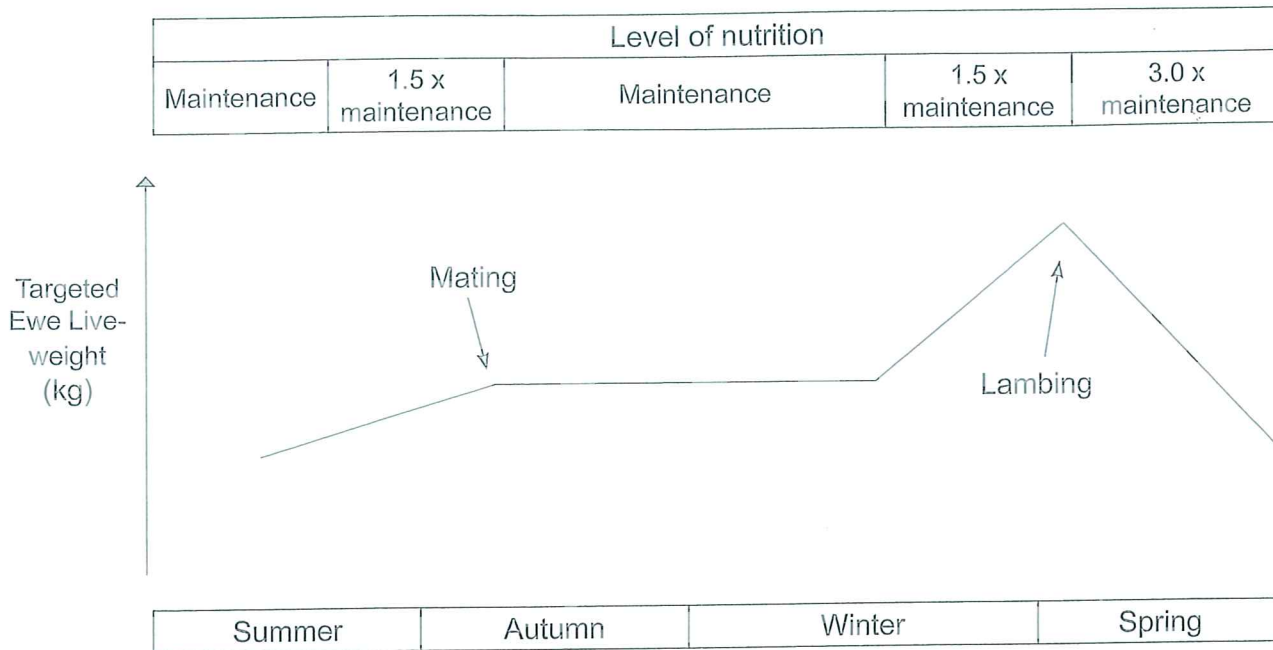 Level of nutrition
Maintenance
1.5 x
maintenance
Maintenance
1.5 x
maintenance
3.0 x
maintenance
Targeted
Ewe Live-
weight
(kg)
Mating
Lambing
Summer
Autumn
Winter
Spring